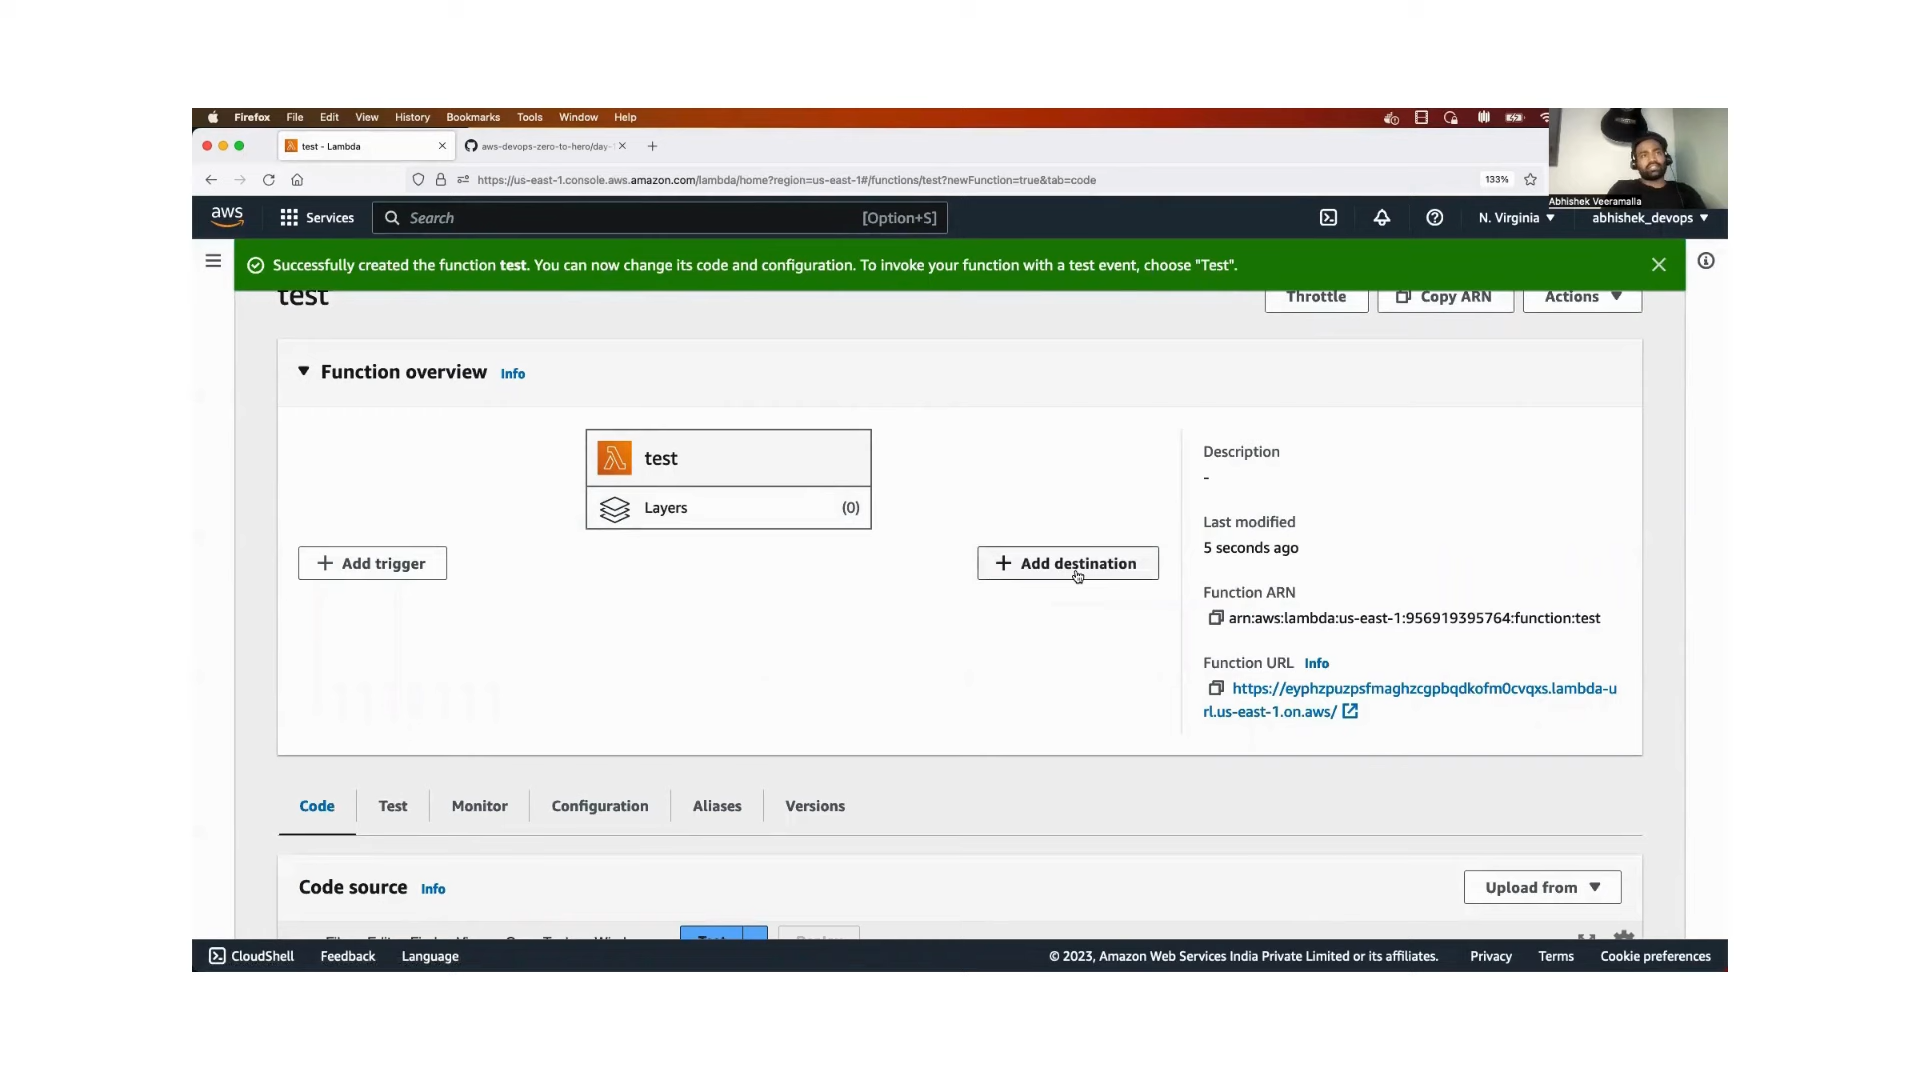 Firefox File Edit View History Bookmarks Tools Window Help
test - Lambda
aws-devops-zero-to-hero/day-
https://us-east-1.console.aws.amazon.com/lambda/home?region=us-east-1#/functions/test?newFunction=true&tab=code
133%
Abhishek Veeramalla
aws
Services
Search
[Option+S]
N. Virginia
abhishek_devops
Successfully created the function test. You can now change its code and configuration. To invoke your function with a test event, choose "Test".
test
Throttle
Copy ARN
Actions
Function overview Info
test
Layers
(0)
Add trigger
Add destination
Description
-
Last modified
5 seconds ago
Function ARN
arn:aws:lambda:us-east-1:956919395764:function:test
Function URL Info
https://eyphzpuzpsfmaghzcgpbqdkofm0cvqxs.lambda-u
rl.us-east-1.on.aws/
Code
Test
Monitor
Configuration
Aliases
Versions
Code source Info
Upload from
CloudShell
Feedback
Language
© 2023, Amazon Web Services India Private Limited or its affiliates.
Privacy
Terms
Cookie preferences